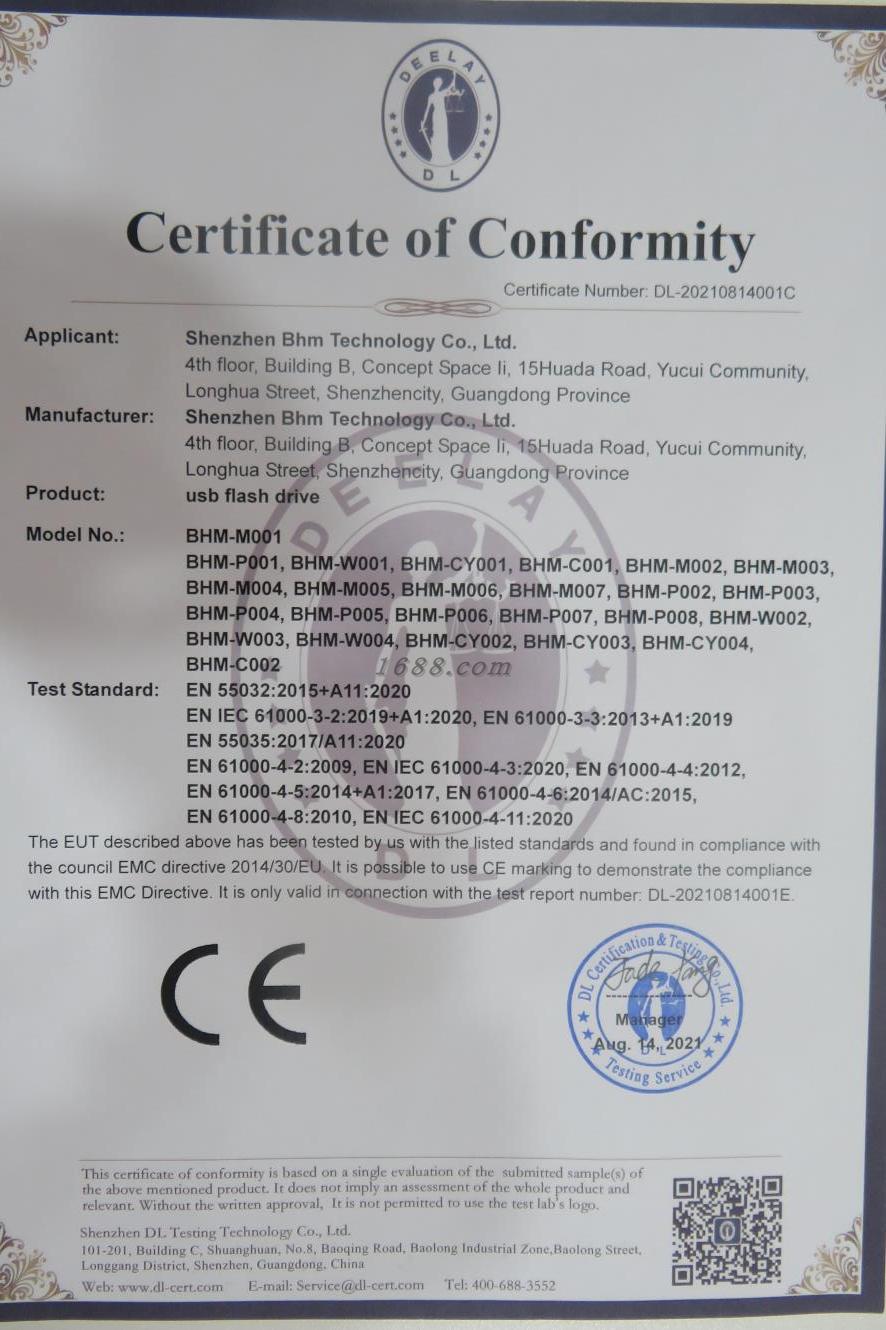 DEELAY
DL
Certificate of Conformity
Certificate Number: DL-20210814001C
Applicant: Shenzhen Bhm Technology Co., Ltd.
4th floor, Building B, Concept Space Ii, 15Huada Road, Yucui Community,
Longhua Street, Shenzhencity, Guangdong Province
Manufacturer: Shenzhen Bhm Technology Co., Ltd.
4th floor, Building B, Concept Space Ii, 15Huada Road, Yucui Community,
Longhua Street, Shenzhencity, Guangdong Province
Product: usb flash drive
Model No.: BHM-M001
BHM-P001, BHM-W001, BHM-CY001, BHM-C001, BHM-M002, BHM-M003,
BHM-M004, BHM-M005, BHM-M006, BHM-M007, BHM-P002, BHM-P003,
BHM-P004, BHM-P005, BHM-P006, BHM-P007, BHM-P008, BHM-W002,
BHM-W003, BHM-W004, BHM-CY002, BHM-CY003, BHM-CY004,
BHM-C002
1688.com
Test Standard: EN 55032:2015+A11:2020
EN IEC 61000-3-2:2019+A1:2020, EN 61000-3-3:2013+A1:2019
EN 55035:2017/A11:2020
EN 61000-4-2:2009, EN IEC 61000-4-3:2020, EN 61000-4-4:2012,
EN 61000-4-5:2014+A1:2017, EN 61000-4-6:2014/AC:2015,
EN 61000-4-8:2010, EN IEC 61000-4-11:2020
DEELAY
DL
The EUT described above has been tested by us with the listed standards and found in compliance with
the council EMC directive 2014/30/EU. It is possible to use CE marking to demonstrate the compliance
with this EMC Directive. It is only valid in connection with the test report number: DL-20210814001E.
CE
DL Certification & Testing Co., Ltd.
Manager
Aug. 14, 2021
DL
Testing Service
This certificate of conformity is based on a single evaluation of the submitted sample(s) of
the above mentioned product. It does not imply an assessment of the whole product and
relevant. Without the written approval, It is not permitted to use the test lab's logo.
Shenzhen DL Testing Technology Co., Ltd.
101-201, Building C, Shuanghuan, No.8, Baoqing Road, Baolong Industrial Zone,Baolong Street,
Longgang District, Shenzhen, Guangdong, China
Web: www.dl-cert.com E-mail: Service@dl-cert.com Tel: 400-688-3552